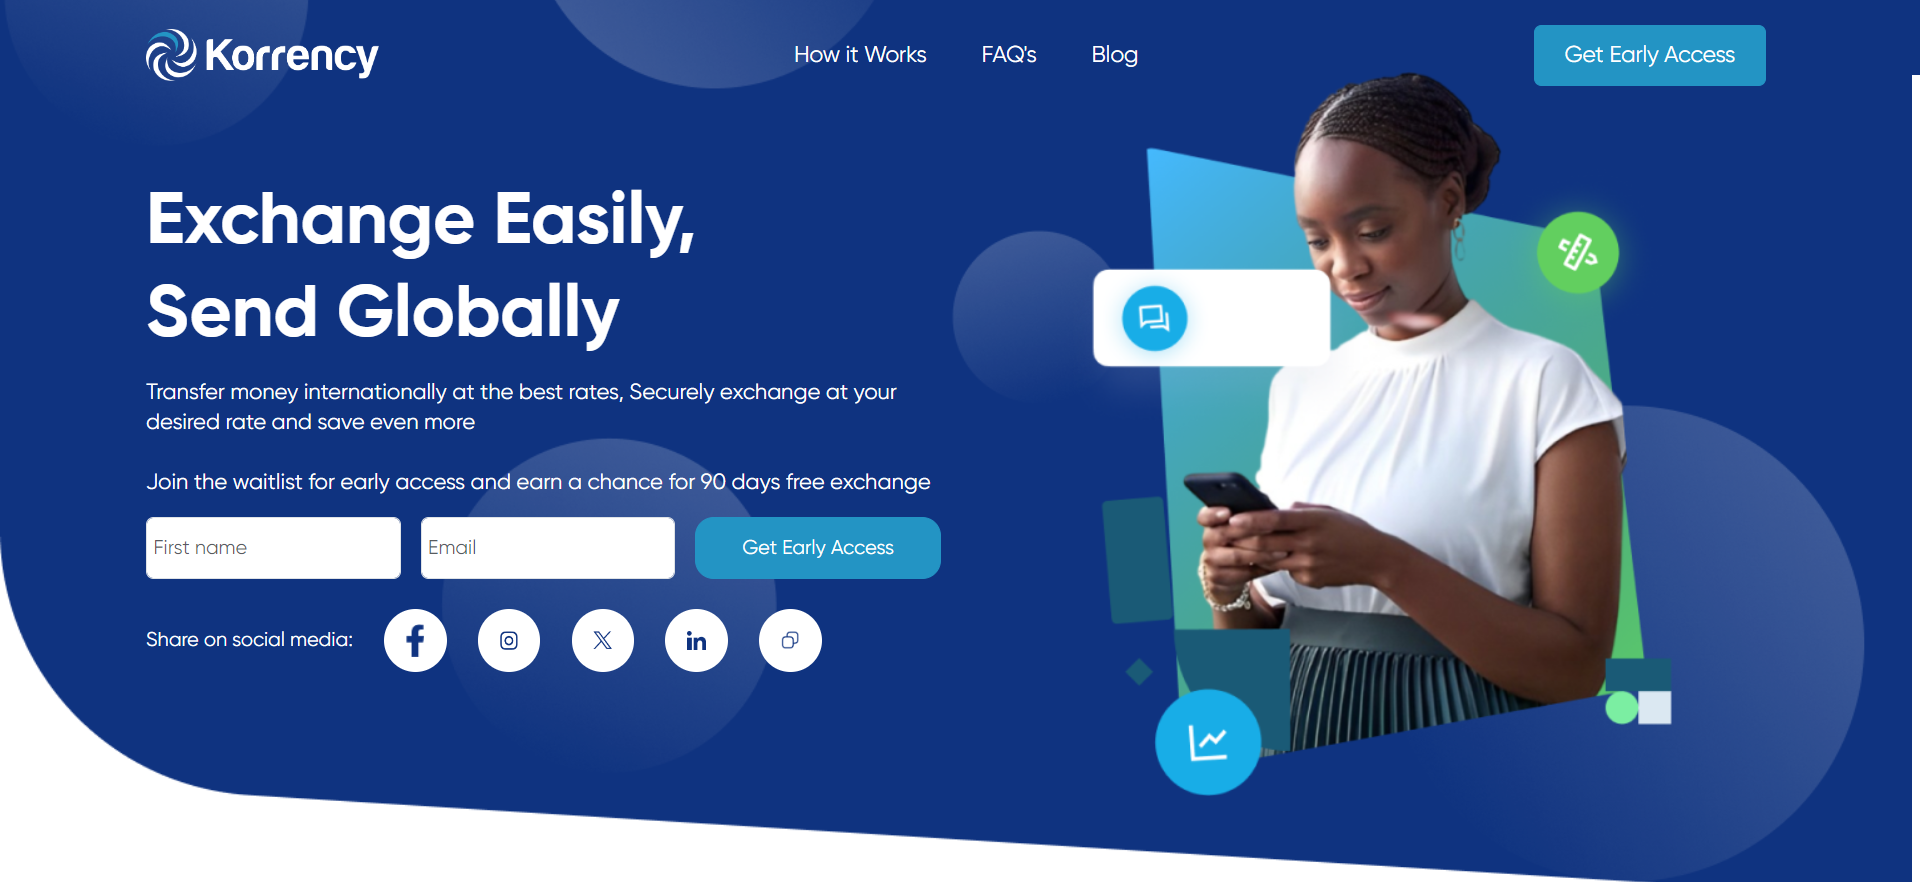 Korrency
How it Works
FAQ's
Blog
Get Early Access
Exchange Easily,
Send Globally
Transfer money internationally at the best rates, Securely exchange at your
desired rate and save even more
Join the waitlist for early access and earn a chance for 90 days free exchange
First name
Email
Get Early Access
Share on social media: